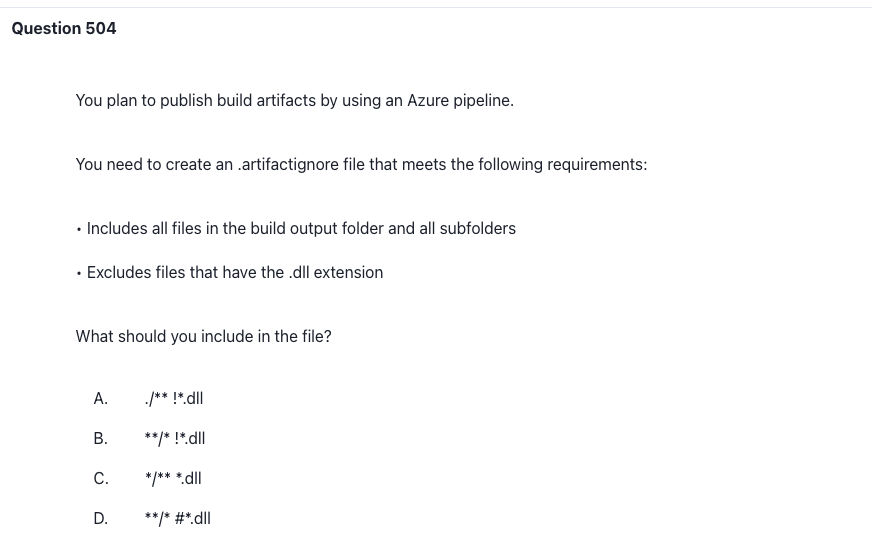 Question 504
You plan to publish build artifacts by using an Azure pipeline.
You need to create an .artifactignore file that meets the following requirements:
• Includes all files in the build output folder and all subfolders
• Excludes files that have the .dll extension
What should you include in the file?
A. ./** !*.dll
B. **/* !*.dll
C. */** *.dll
D. **/* #*.dll